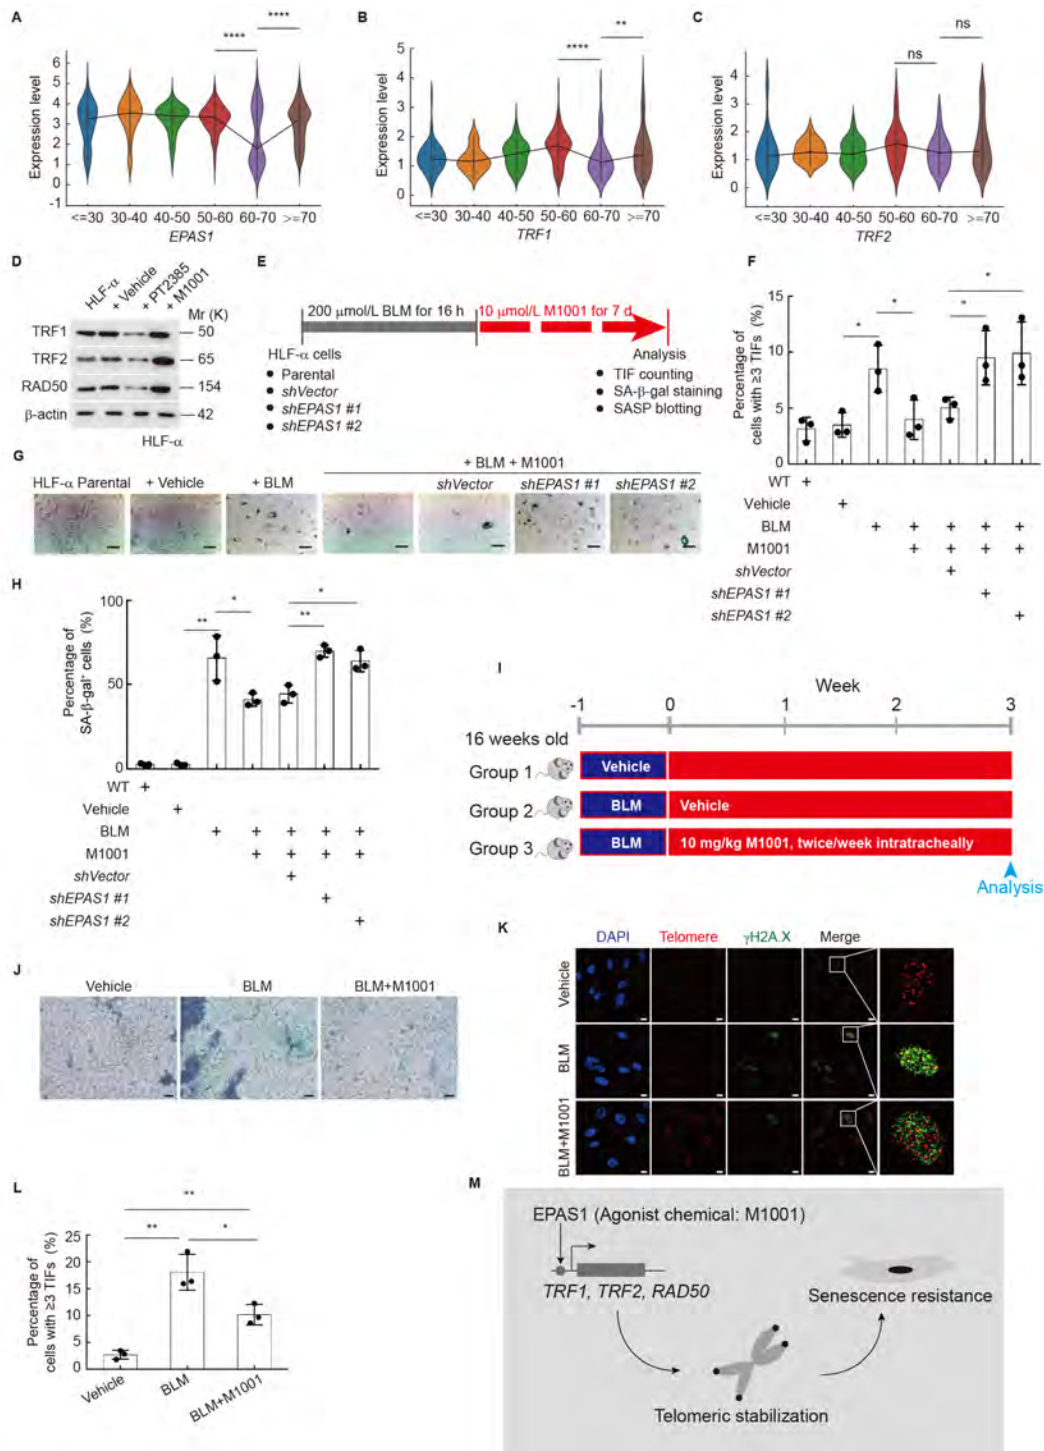 A
****
****
Expression level
6
5
4
3
2
1
0
-1
<=30 30-40 40-50 50-60 60-70 >=70
EPAS1
B
**
****
Expression level
5
4
3
2
1
0
<=30 30-40 40-50 50-60 60-70 >=70
TRF1
C
ns
ns
Expression level
4
3
2
1
0
<=30 30-40 40-50 50-60 60-70 >=70
TRF2
D
HLF-α
+ Vehicle
+ PT2385
+ M1001
Mr (K)
TRF1 50
TRF2 65
RAD50 154
β-actin 42
HLF-α
E
200 μmol/L BLM for 16 h 10 μmol/L M1001 for 7 d
HLF-α cells
Parental
shVector
shEPAS1 #1
shEPAS1 #2
Analysis
TIF counting
SA-β-gal staining
SASP blotting
F
Percentage of
cells with ≥3 TIFs (%)
15
10
5
0
*
*
*
*
WT +
Vehicle +
BLM + + + + +
M1001 + + + +
shVector +
shEPAS1 #1 +
shEPAS1 #2 +
G
+ BLM + M1001
HLF-α Parental + Vehicle + BLM shVector shEPAS1 #1 shEPAS1 #2
H
Percentage of
SA-β-gal+ cells (%)
100
50
0
**
*
**
*
WT +
Vehicle +
BLM + + + + +
M1001 + + + +
shVector +
shEPAS1 #1 +
shEPAS1 #2 +
I
Week
-1 0 1 2 3
16 weeks old
Group 1 Vehicle
Group 2 BLM Vehicle
Group 3 BLM 10 mg/kg M1001, twice/week intratracheally
Analysis
J
Vehicle BLM BLM+M1001
K
DAPI Telomere γH2A.X Merge
Vehicle
BLM
BLM+M1001
L
Percentage of
cells with ≥3 TIFs (%)
25
20
15
10
5
0
**
**
*
Vehicle BLM BLM+M1001
M
EPAS1 (Agonist chemical: M1001)
TRF1, TRF2, RAD50
Senescence resistance
Telomeric stabilization